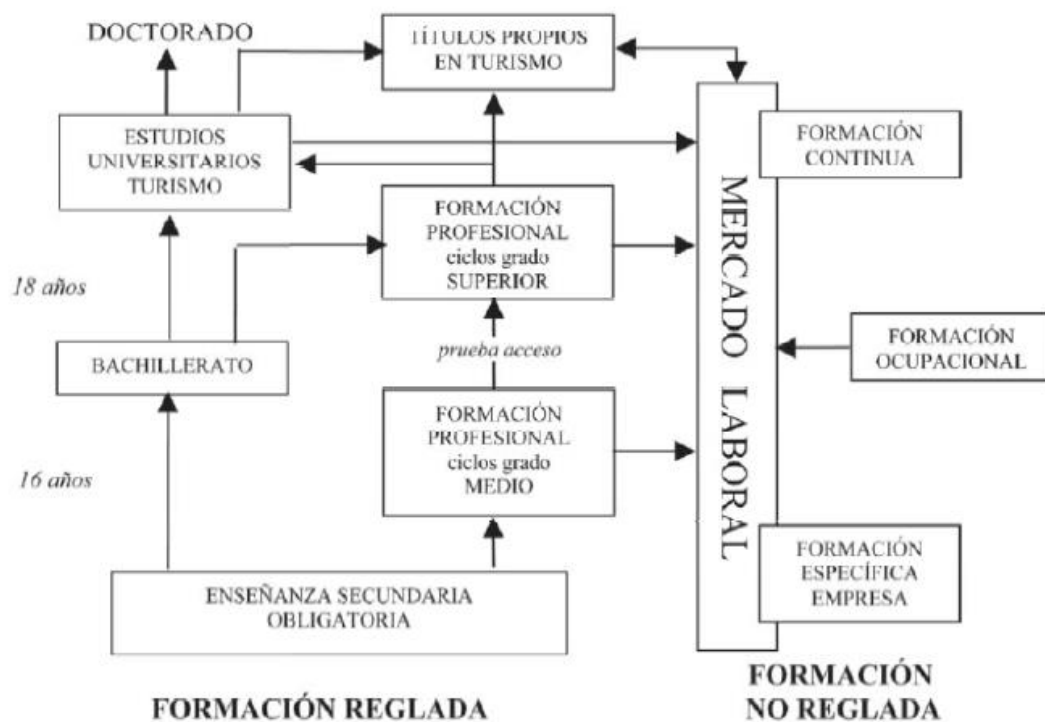 DOCTORADO
TÍTULOS PROPIOS
EN TURISMO
ESTUDIOS
UNIVERSITARIOS
TURISMO
FORMACIÓN
CONTINUA
FORMACIÓN
PROFESIONAL
ciclos grado
SUPERIOR
18 años
BACHILLERATO
prueba acceso
MERCADO LABORAL
FORMACIÓN
OCUPACIONAL
FORMACIÓN
PROFESIONAL
ciclos grado
MEDIO
16 años
FORMACIÓN
ESPECÍFICA
EMPRESA
ENSEÑANZA SECUNDARIA
OBLIGATORIA
FORMACIÓN REGLADA
FORMACIÓN
NO REGLADA